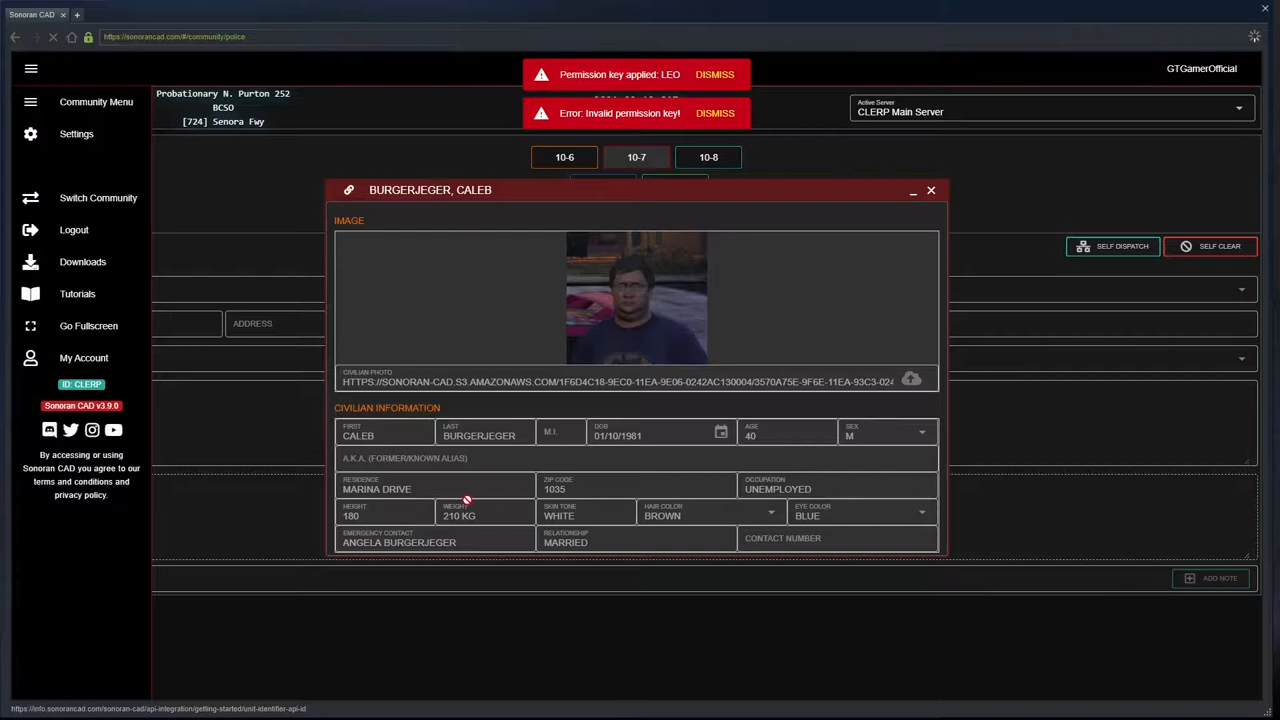 Sonoran CAD
https://sonorancad.com/#/community/police
GTGamerOfficial
Permission key applied: LEO DISMISS
Error: Invalid permission key! DISMISS
Community Menu
Settings
Switch Community
Logout
Downloads
Tutorials
Go Fullscreen
My Account
ID: CLERP
Sonoran CAD v3.9.0
By accessing or using
Sonoran CAD you agree to our
terms and conditions and
privacy policy.
Probationary N. Purton 252
BCSO
[724] Senora Fwy
Active Server
CLERP Main Server
10-6 10-7 10-8
SELF DISPATCH SELF CLEAR
ADDRESS
BURGERJEGER, CALEB
IMAGE
CIVILIAN PHOTO
HTTPS://SONORAN-CAD.S3.AMAZONAWS.COM/1F6D4C18-9EC0-11EA-9E06-0242AC130004/3570A75E-9F6E-11EA-93C3-024
CIVILIAN INFORMATION
FIRST LAST DOB AGE SEX
CALEB BURGERJEGER M.I. 01/10/1981 40 M
A.K.A. (FORMER/KNOWN ALIAS)
RESIDENCE ZIP CODE OCCUPATION
MARINA DRIVE 1035 UNEMPLOYED
HEIGHT WEIGHT SKIN TONE HAIR COLOR EYE COLOR
180 210 KG WHITE BROWN BLUE
EMERGENCY CONTACT RELATIONSHIP CONTACT NUMBER
ANGELA BURGERJEGER MARRIED
ADD NOTE
https://info.sonorancad.com/sonoran-cad/api-integration/getting-started/unit-identifier-api-id